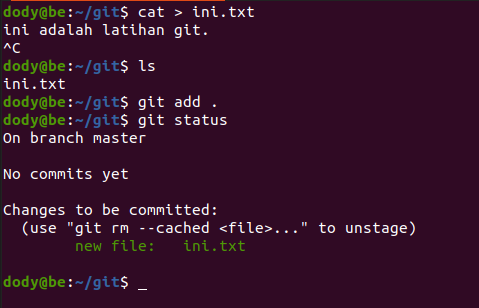 dody@be:~/git$ cat > ini.txt
ini adalah latihan git.
^C
dody@be:~/git$ ls
ini.txt
dody@be:~/git$ git add .
dody@be:~/git$ git status
On branch master
No commits yet
Changes to be committed:
(use "git rm --cached <file>..." to unstage)
new file: ini.txt
dody@be:~/git$ _